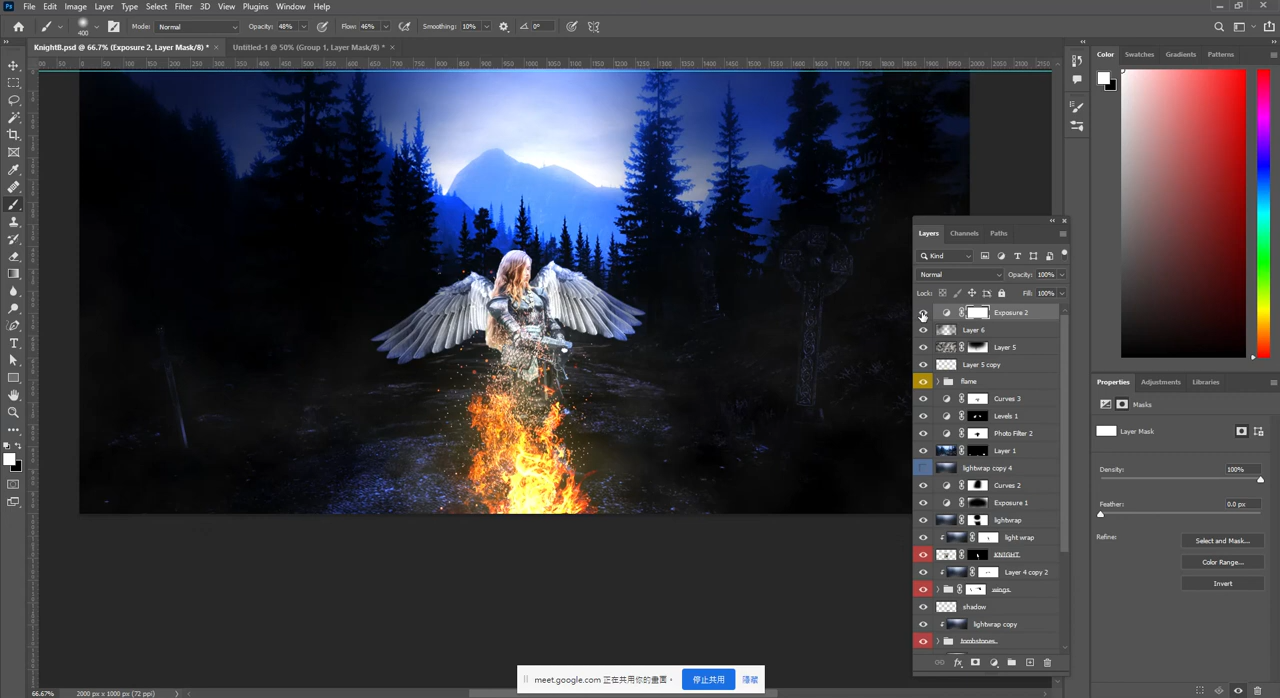 Ps File Edit Image Layer Type Select Filter 3D View Plugins Window Help
400 Mode: Normal Opacity: 48% Flow: 46% Smoothing: 10% 0°
KnightB.psd @ 66.7% (Exposure 2, Layer Mask/8) * × Untitled-1 @ 50% (Group 1, Layer Mask/8) * ×
Color Swatches Gradients Patterns
Layers Channels Paths
Kind
Normal Opacity: 100%
Lock: Fill: 100%
Exposure 2
Layer 6
Layer 5
Layer 5 copy
flame
Curves 3
Levels 1
Photo Filter 2
Layer 1
lightwrap copy 4
Curves 2
Exposure 1
lightwrap
light wrap
KNIGHT
Layer 4 copy 2
wings
shadow
lightwrap copy
tombstones
fx
Properties Adjustments Libraries
Masks
Layer Mask
Density: 100%
Feather: 0.0 px
Refine: Select and Mask...
Color Range...
Invert
meet.google.com 正在共用你的畫面。 停止共用 隱藏
66.67% 2000 px x 1000 px (72 ppi)